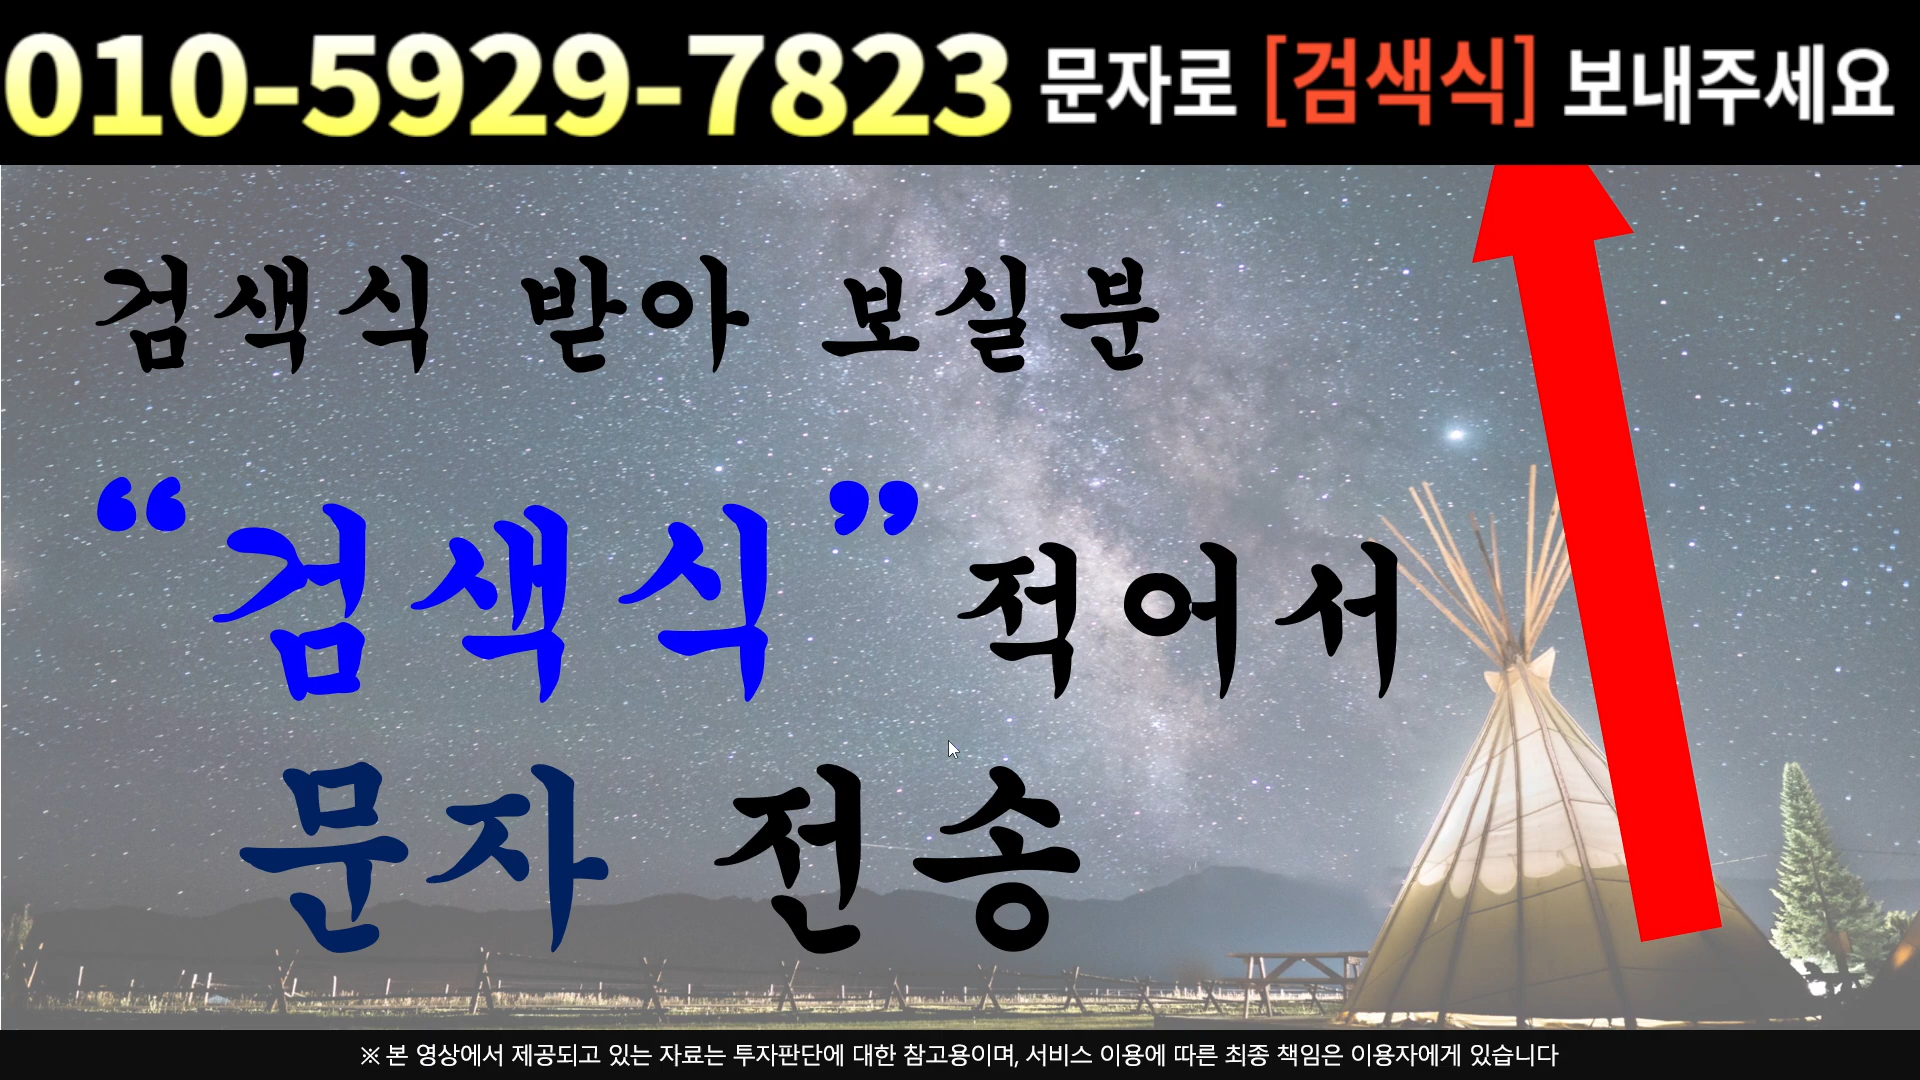 010-5929-7823 문자로 [검색식] 보내주세요
검색식 받아 보실분
“검색식” 적어서
문자 전송
※ 본 영상에서 제공되고 있는 자료는 투자판단에 대한 참고용이며, 서비스 이용에 따른 최종 책임은 이용자에게 있습니다